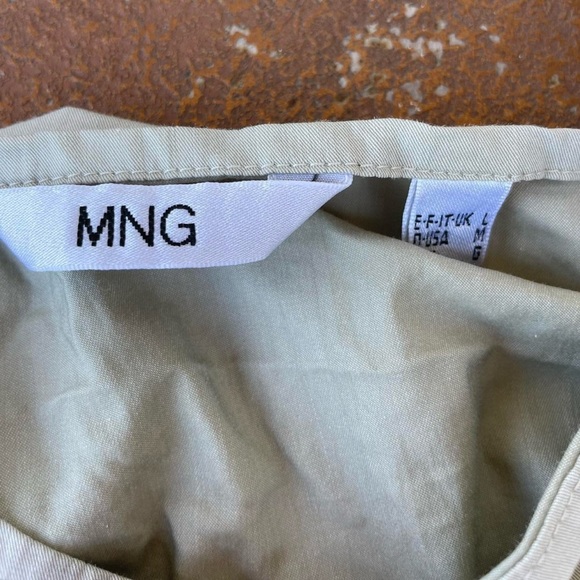 MNG
E-F-IT-UK L
D-USA M
G